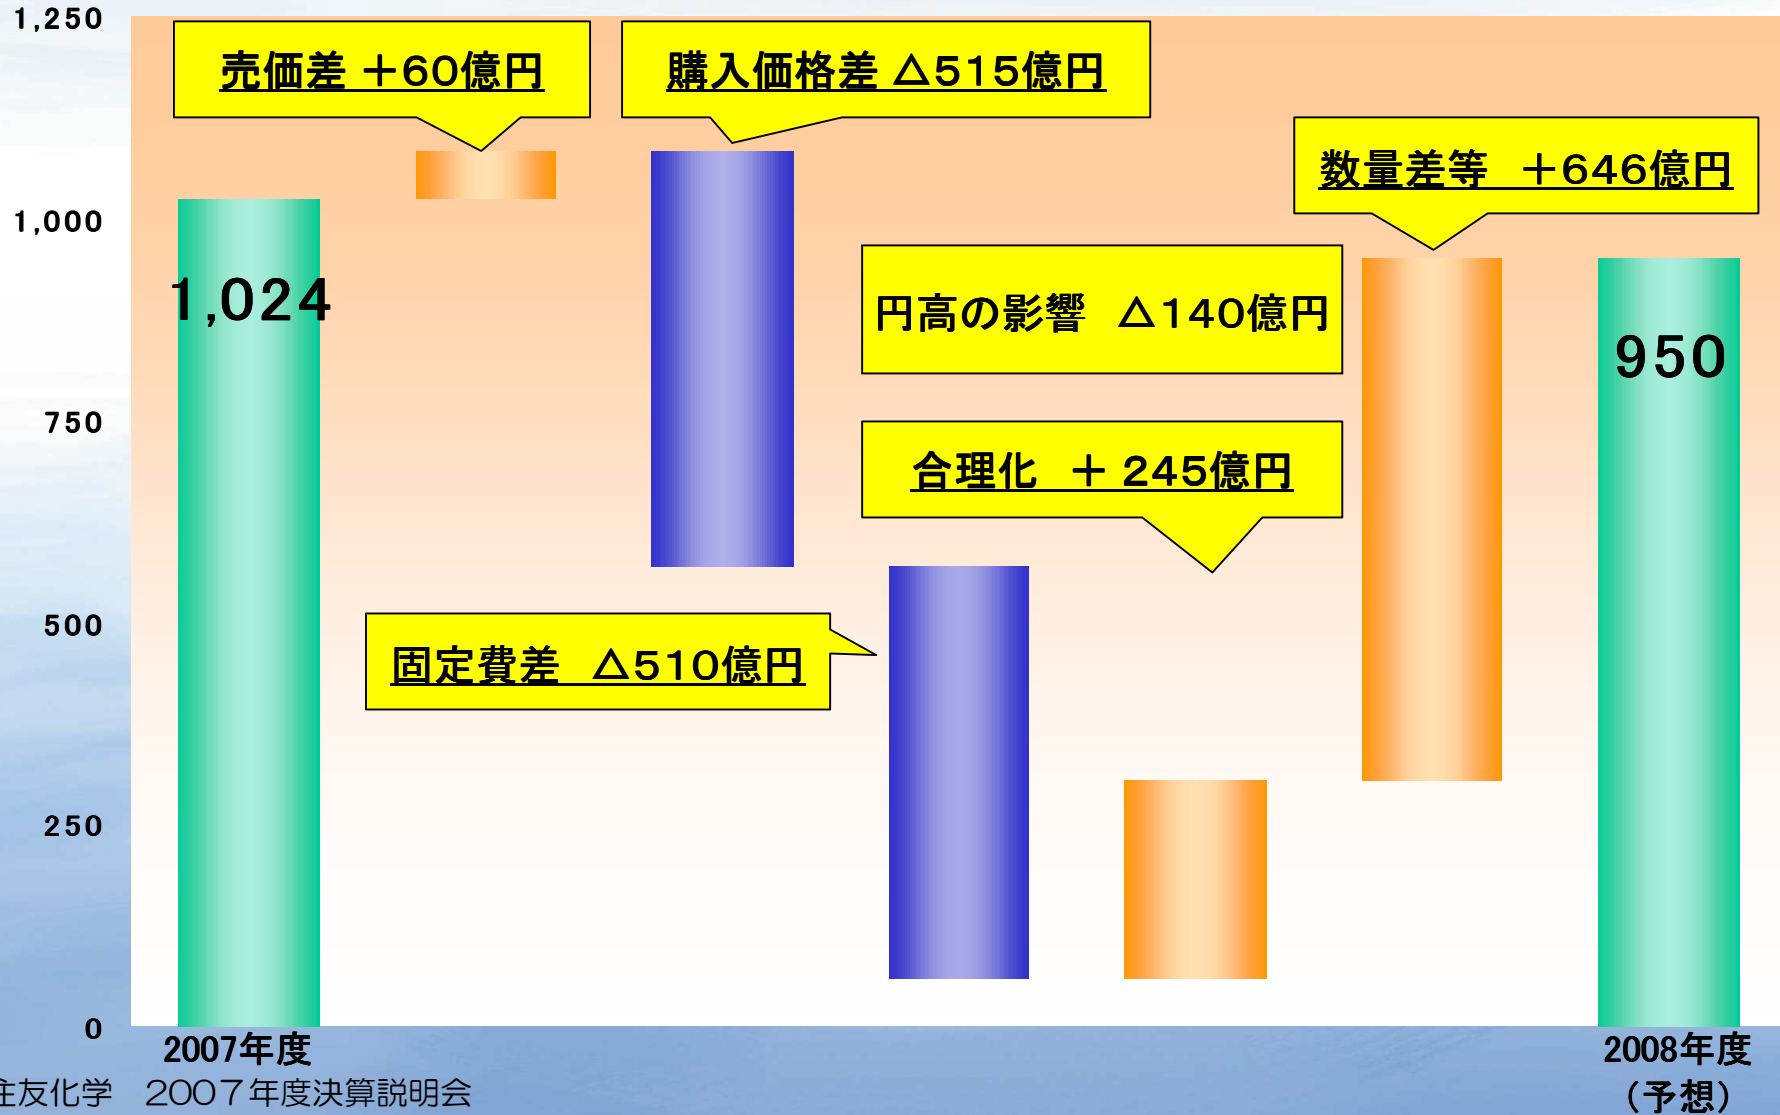 1,250
1,000
750
500
250
0
売価差 +60億円
購入価格差 △515億円
数量差等　+646億円
1,024
円高の影響　△140億円
950
合理化　+ 245億円
固定費差　△510億円
2007年度
2008年度
(予想)
住友化学　2007年度決算説明会